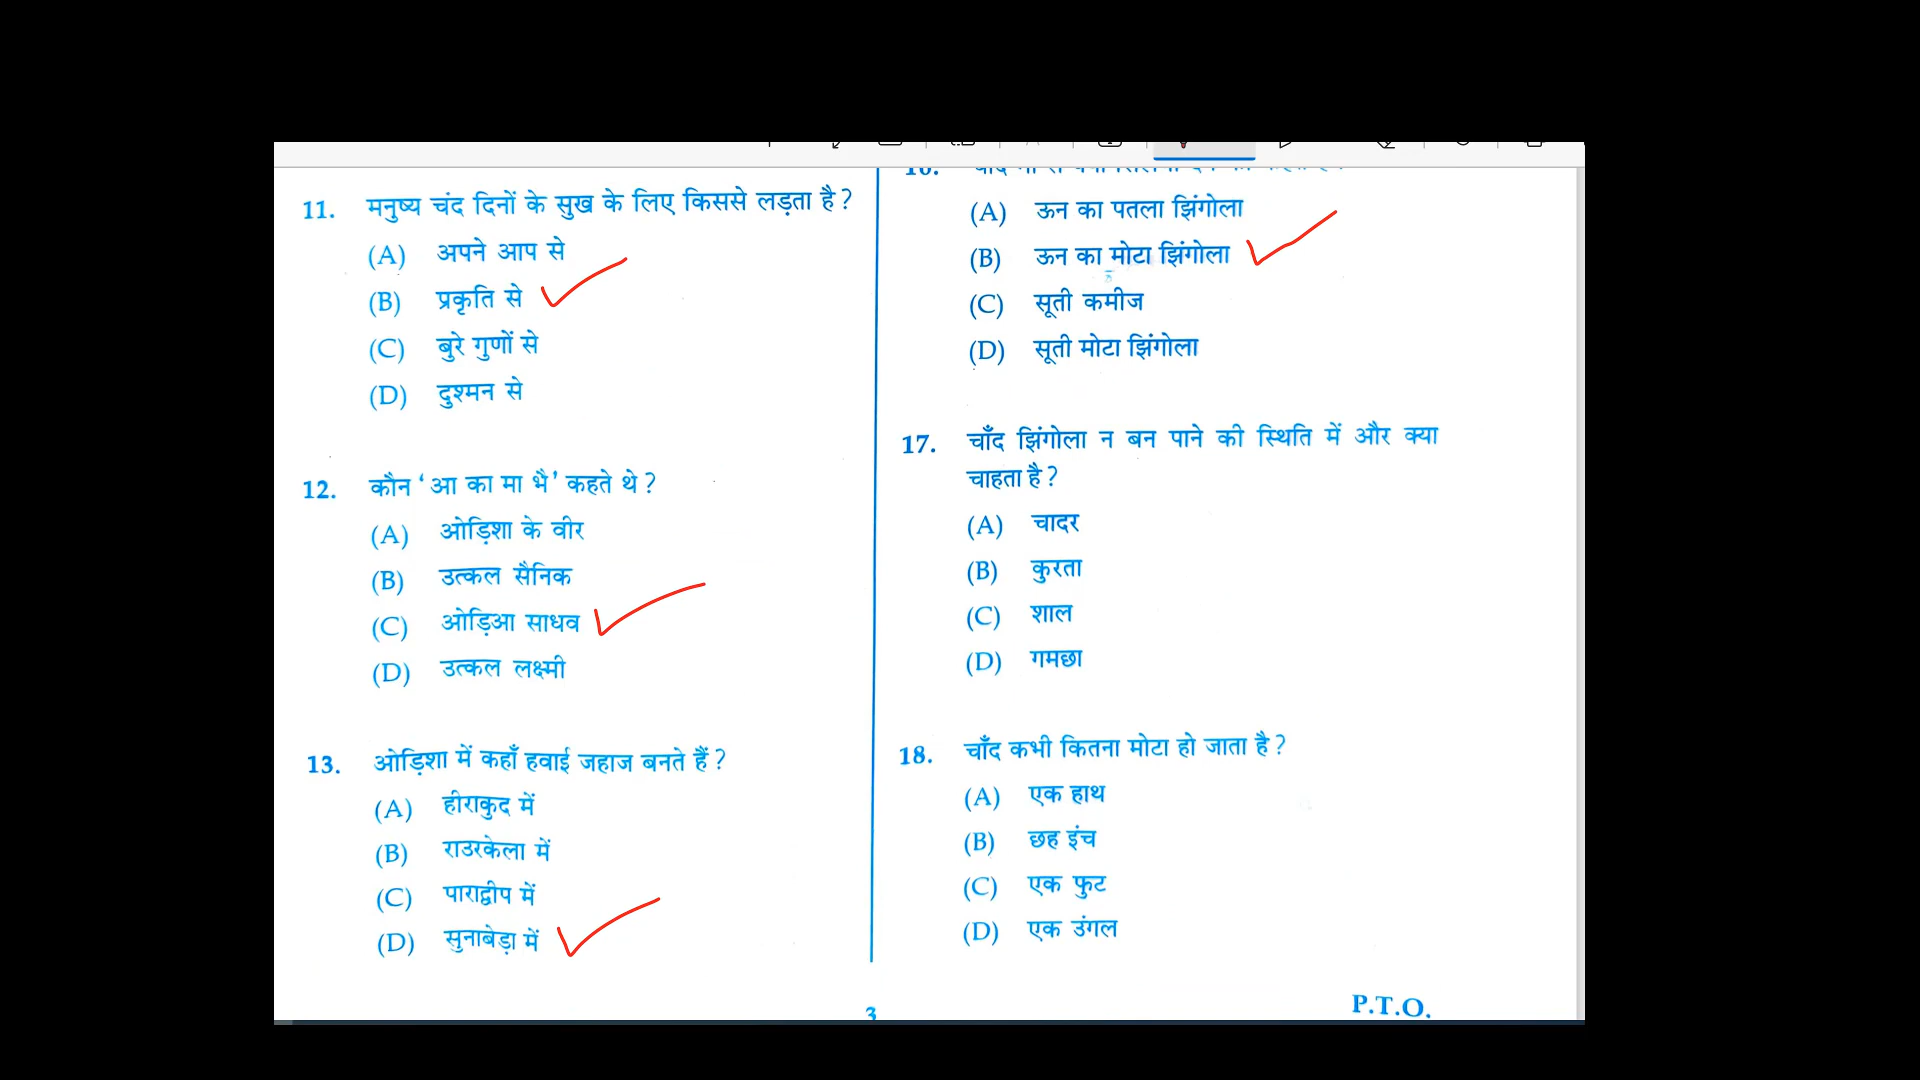 11. मनुष्य चंद दिनों के सुख के लिए किससे लड़ता है ?
(A) अपने आप से
(B) प्रकृति से
(C) बुरे गुणों से
(D) दुश्मन से
12. कौन ‘आ का मा भै’ कहते थे ?
(A) ओड़िशा के वीर
(B) उत्कल सैनिक
(C) ओड़िआ साधव
(D) उत्कल लक्ष्मी
13. ओड़िशा में कहाँ हवाई जहाज बनते हैं ?
(A) हीराकुद में
(B) राउरकेला में
(C) पाराद्वीप में
(D) सुनाबेड़ा में
(A) ऊन का पतला झिंगोला
(B) ऊन का मोटा झिंगोला
(C) सूती कमीज
(D) सूती मोटा झिंगोला
17. चाँद झिंगोला न बन पाने की स्थिति में और क्या
चाहता है ?
(A) चादर
(B) कुरता
(C) शाल
(D) गमछा
18. चाँद कभी कितना मोटा हो जाता है ?
(A) एक हाथ
(B) छह इंच
(C) एक फुट
(D) एक उंगल
3
P.T.O.